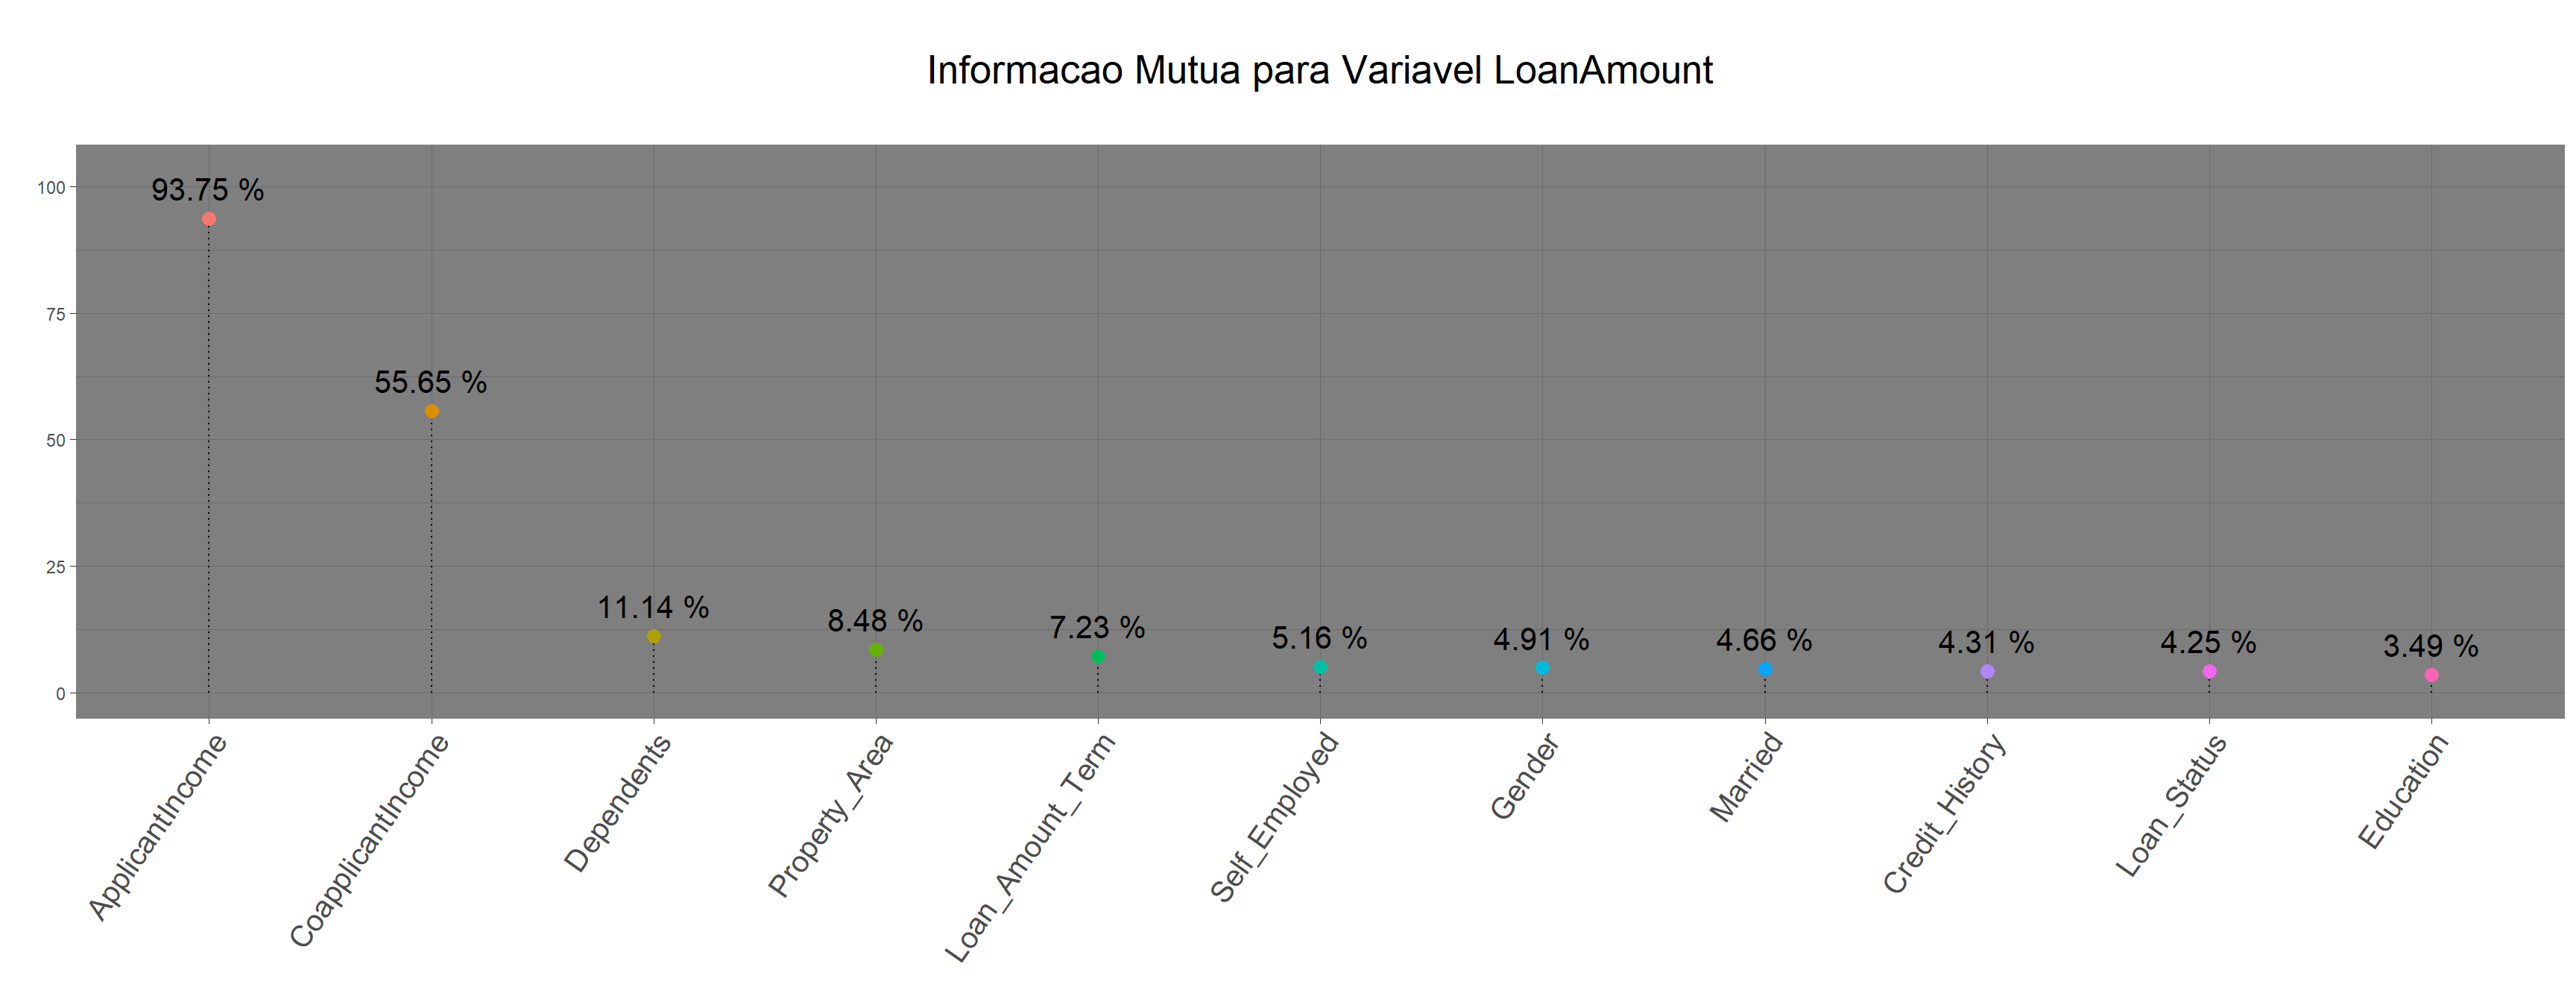 Informacao Mutua para Variavel LoanAmount
100
75
50
25
0
93.75 %
55.65 %
11.14 %
8.48 %
7.23 %
5.16 %
4.91 %
4.66 %
4.31 %
4.25 %
3.49 %
ApplicantIncome
CoapplicantIncome
Dependents
Property_Area
Loan_Amount_Term
Self_Employed
Gender
Married
Credit_History
Loan_Status
Education